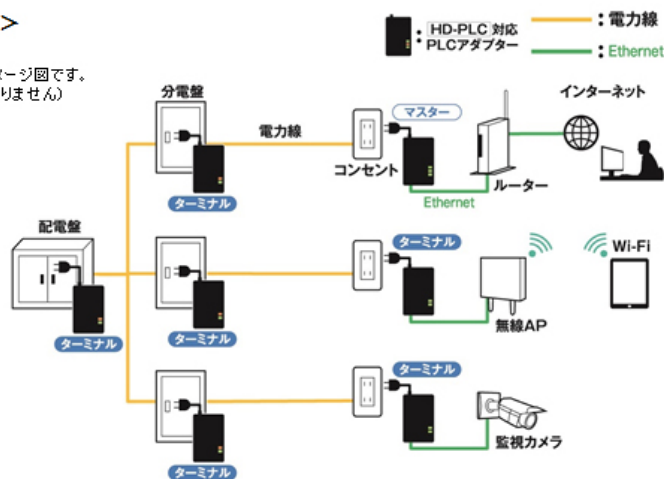 >
ージ図です。
りません）
HD-PLC 対応
PLCアダプター
：電力線
：Ethernet
分電盤
電力線
マスター
インターネット
コンセント
ルーター
Ethernet
ターミナル
配電盤
ターミナル
Wi-Fi
無線AP
ターミナル
ターミナル
ターミナル
監視カメラ
ターミナル